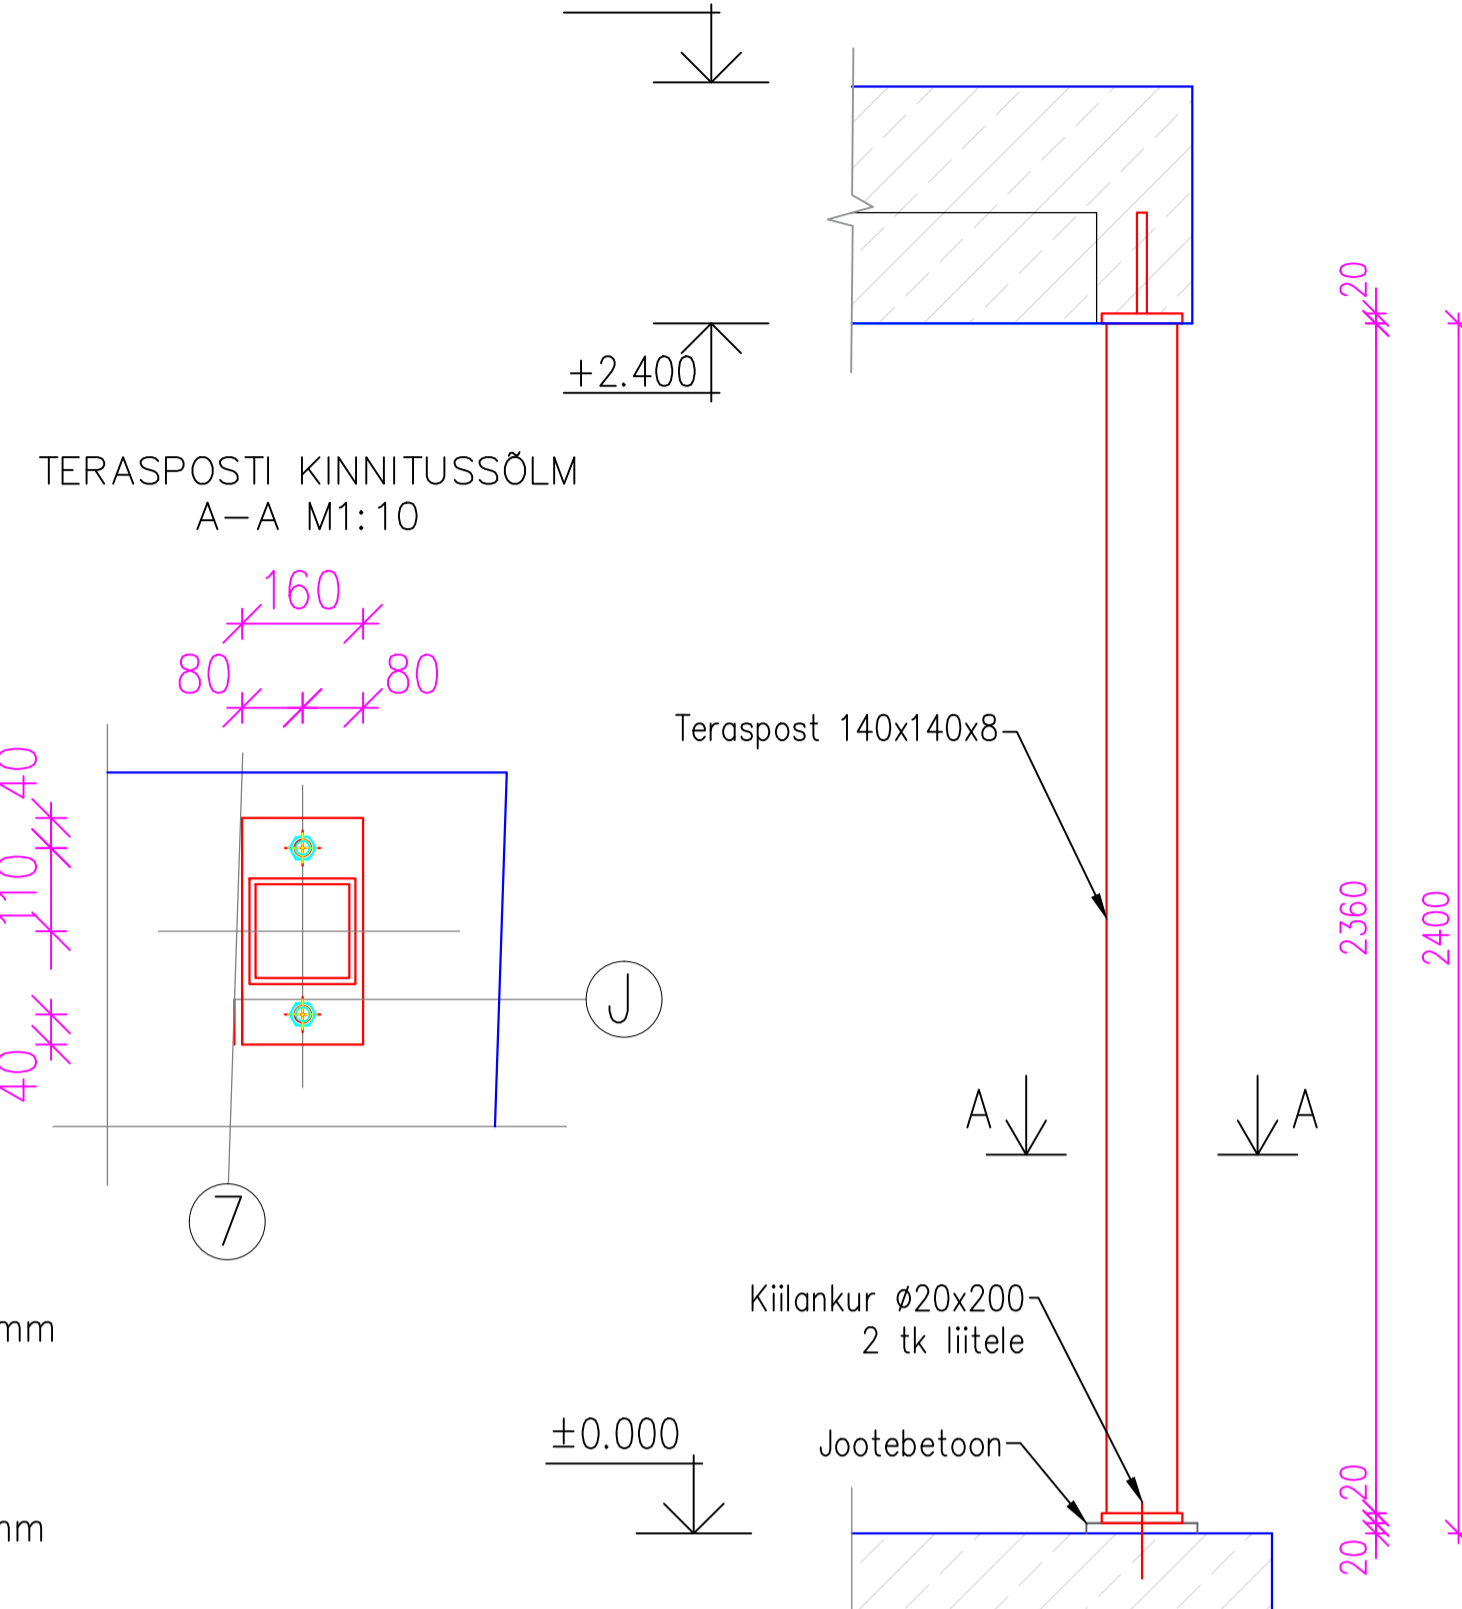 20
+2.400
TERASPOSTI KINNITUSSÕLM
A-A M1:10
160
80 80
Teraspost 140x140x8
40
110
40
J
7
2360
2400
A A
Kiilankur ø20x200
2 tk liitele
mm
±0.000
Jootebetoon
20
20
mm